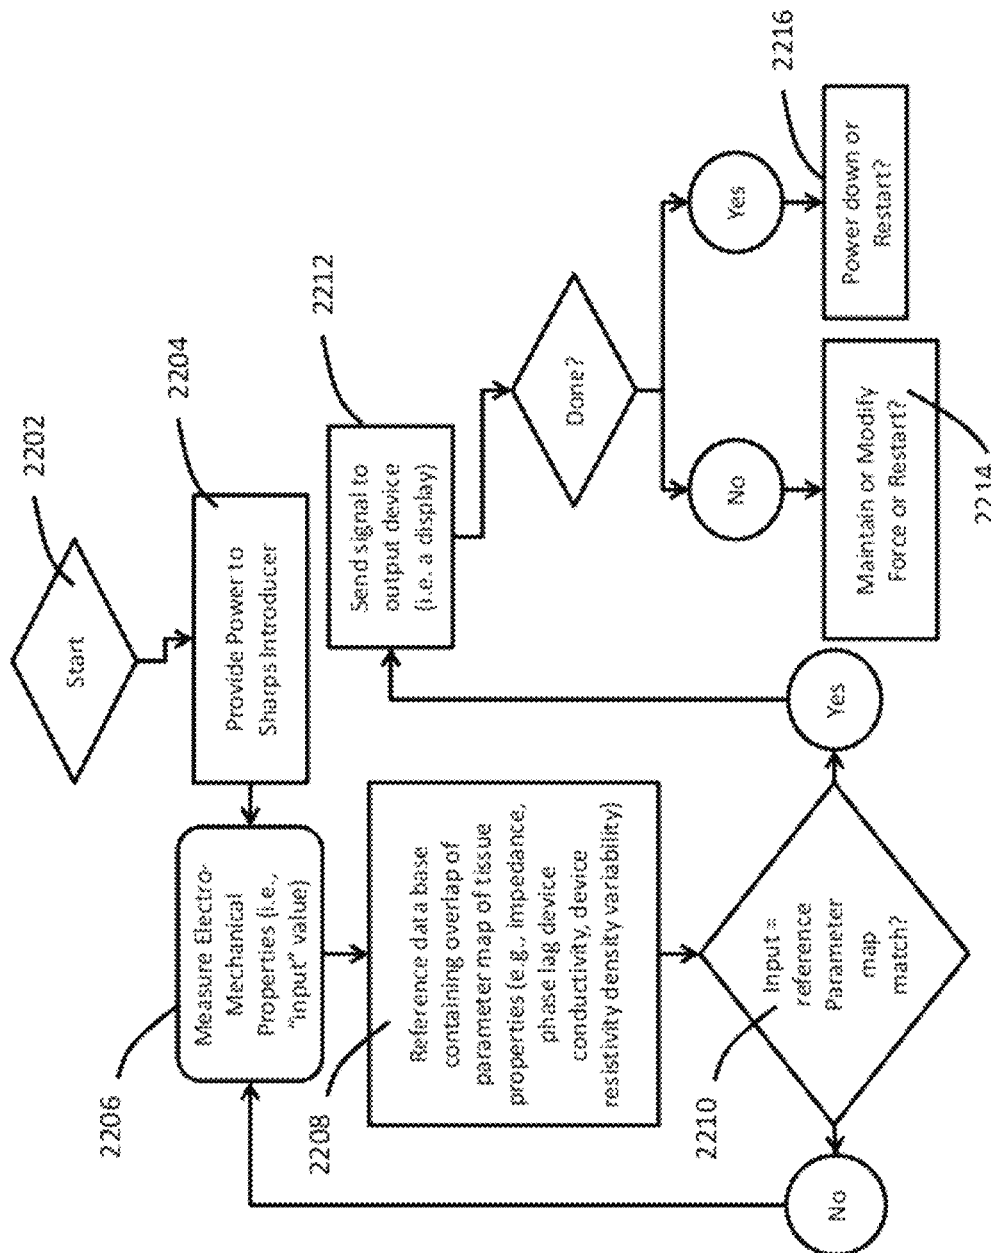 2202
Start
2204
Provide Power to
Sharps Introducer
2206
Measure Electro-
Mechanical
Properties (i.e.,
"input" value)
2208
Reference data base
containing overlap of
parameter map of tissue
properties (e.g., impedance,
phase lag device
conductivity, device
resistivity density variability)
2210
Input =
reference
Parameter
map
match?
No
Yes
2212
Send signal to
output device
(i.e. a display)
Done?
No
Yes
Maintain or Modify
Force or Restart?
2214
Power down or
Restart?
2216